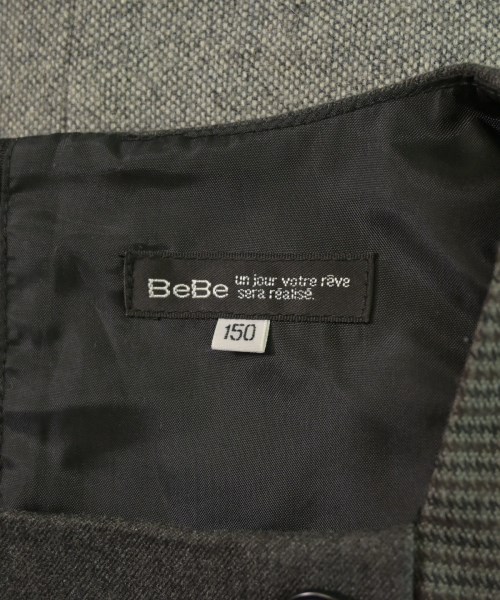 BeBe un jour votre rêve
sera réalisé.
150